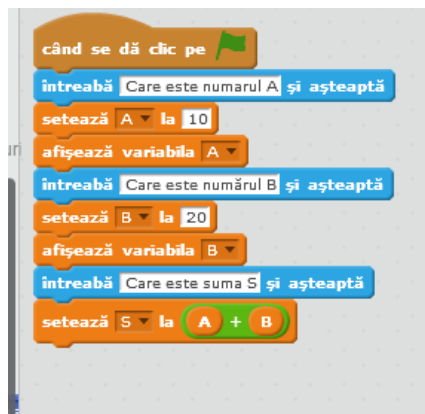 când se dă clic pe
întreabă Care este numarul A și așteaptă
setează A la 10
uri
afișează variabila A
întreabă Care este numărul B și așteaptă
setează B la 20
afișează variabila B
întreabă Care este suma S și așteaptă
setează S la A + B